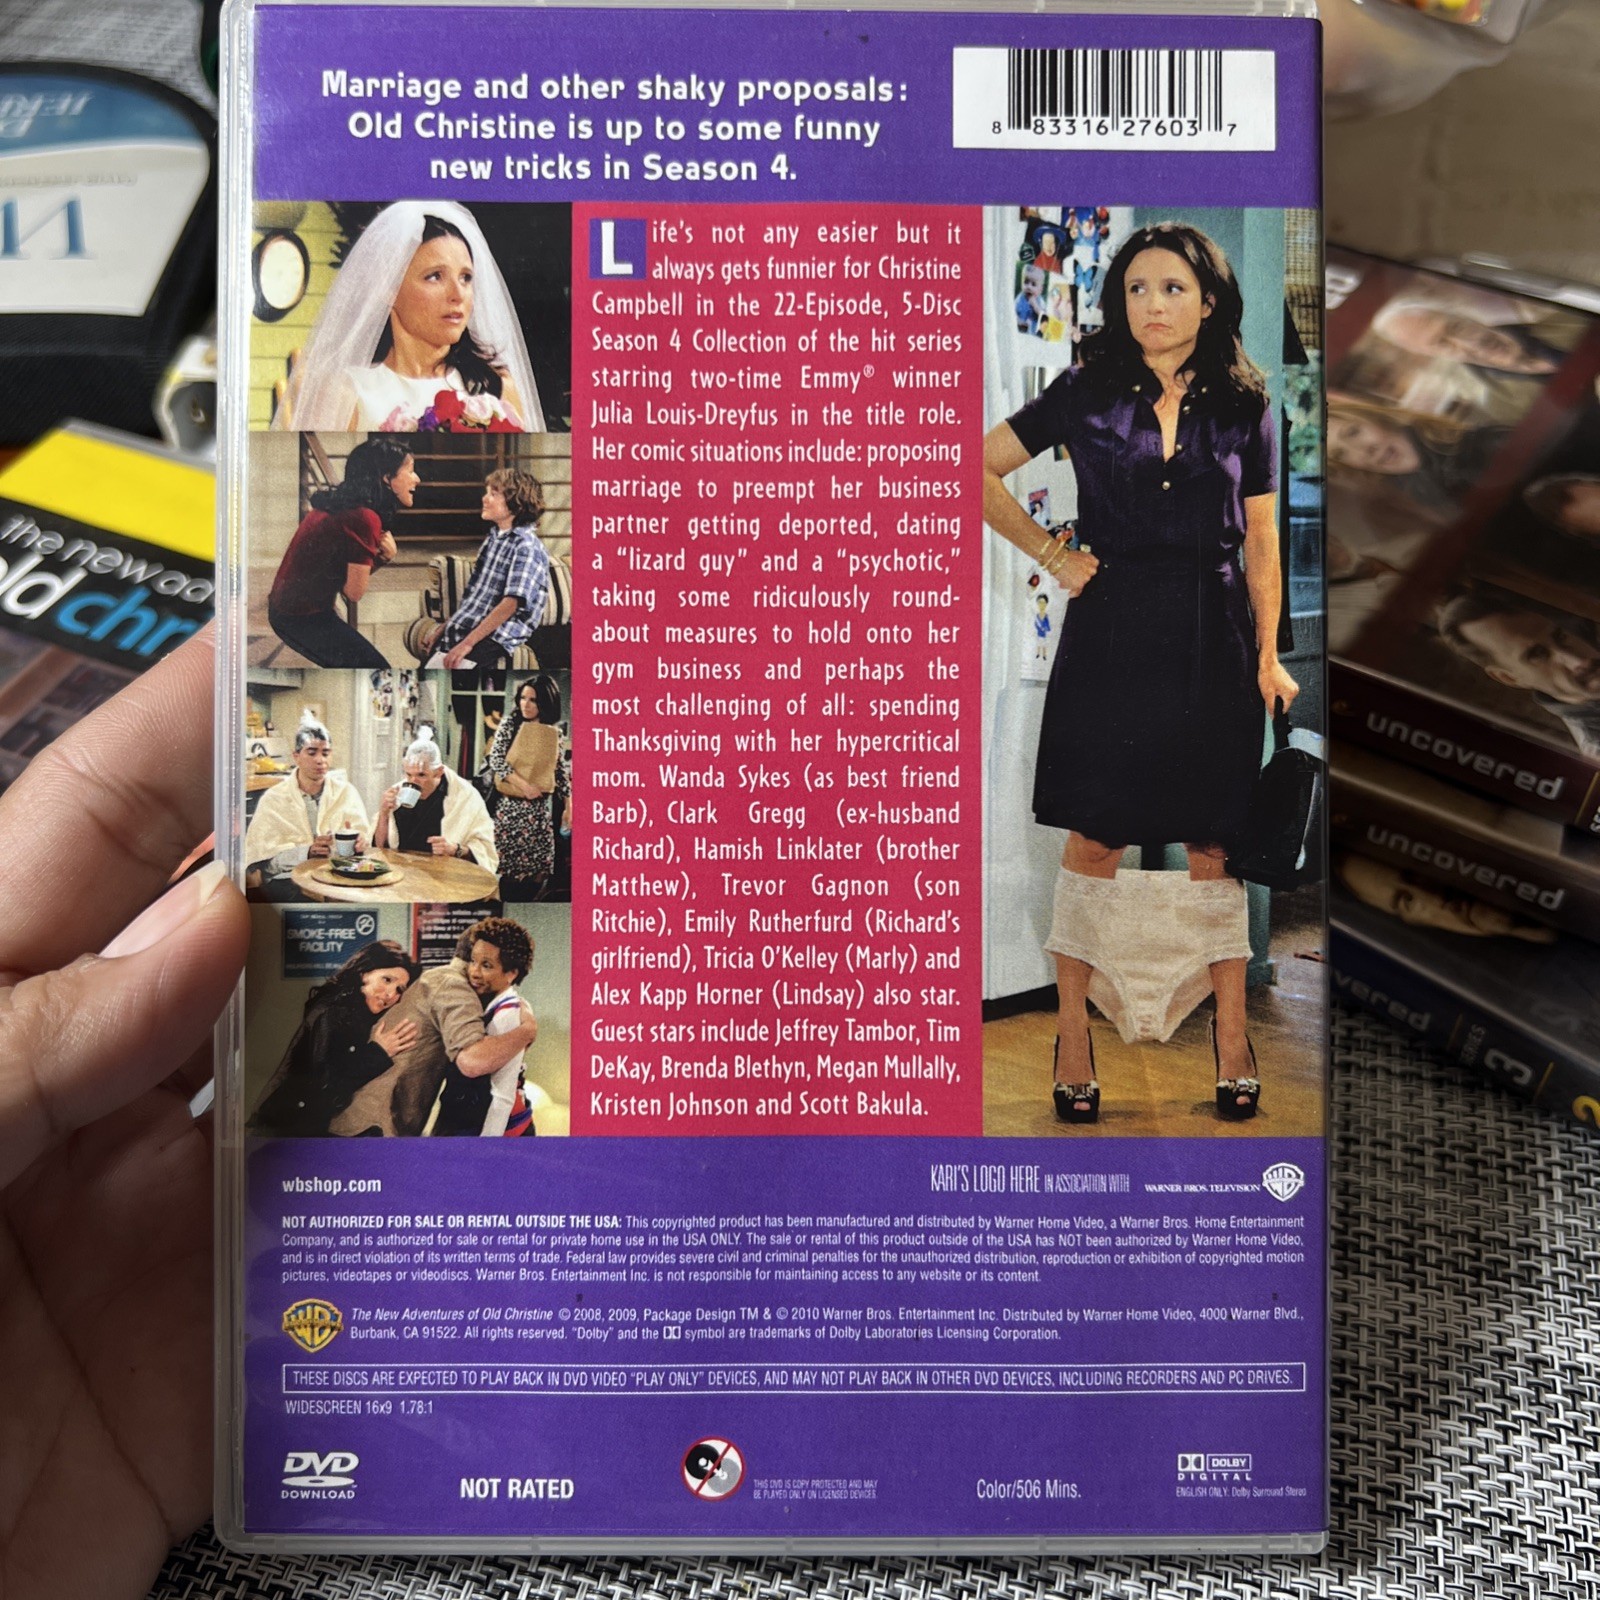 Marriage and other shaky proposals:
Old Christine is up to some funny
new tricks in Season 4.
8 83316 27603 7
Life's not any easier but it
always gets funnier for Christine
Campbell in the 22-Episode, 5-Disc
Season 4 Collection of the hit series
starring two-time Emmy® winner
Julia Louis-Dreyfus in the title role.
Her comic situations include: proposing
marriage to preempt her business
partner getting deported, dating
a “lizard guy” and a “psychotic,”
taking some ridiculously round-
about measures to hold onto her
gym business and perhaps the
most challenging of all: spending
Thanksgiving with her hypercritical
mom. Wanda Sykes (as best friend
Barb), Clark Gregg (ex-husband
Richard), Hamish Linklater (brother
Matthew), Trevor Gagnon (son
Ritchie), Emily Rutherfurd (Richard's
girlfriend), Tricia O'Kelley (Marly) and
Alex Kapp Horner (Lindsay) also star.
Guest stars include Jeffrey Tambor, Tim
DeKay, Brenda Blethyn, Megan Mullally,
Kristen Johnson and Scott Bakula.
SMOKE-FREE
FACILITY
wbshop.com
KARI'S LOGO HERE IN ASSOCIATION WITH WARNER BROS. TELEVISION WB
NOT AUTHORIZED FOR SALE OR RENTAL OUTSIDE THE USA: This copyrighted product has been manufactured and distributed by Warner Home Video, a Warner Bros. Home Entertainment
Company, and is authorized for sale or rental for private home use in the USA ONLY. The sale or rental of this product outside of the USA has NOT been authorized by Warner Home Video,
and is in direct violation of its written terms of trade. Federal law provides severe civil and criminal penalties for the unauthorized distribution, reproduction or exhibition of copyrighted motion
pictures, videotapes or videodiscs. Warner Bros. Entertainment Inc. is not responsible for maintaining access to any website or its content.
The New Adventures of Old Christine © 2008, 2009, Package Design TM & © 2010 Warner Bros. Entertainment Inc. Distributed by Warner Home Video, 4000 Warner Blvd.,
Burbank, CA 91522. All rights reserved. "Dolby" and the symbol are trademarks of Dolby Laboratories Licensing Corporation.
THESE DISCS ARE EXPECTED TO PLAY BACK IN DVD VIDEO "PLAY ONLY" DEVICES, AND MAY NOT PLAY BACK IN OTHER DVD DEVICES, INCLUDING RECORDERS AND PC DRIVES.
WIDESCREEN 16x9 1.78:1
DVD
DOWNLOAD
NOT RATED
THIS DVD IS COPY PROTECTED AND MAY
BE PLAYED ONLY ON LICENSED DEVICES.
Color/506 Mins.
DOLBY
DIGITAL
ENGLISH ONLY: Dolby Surround Stereo
the new ad
old chri
uncovered
uncovered
vered
SERIES
3
2